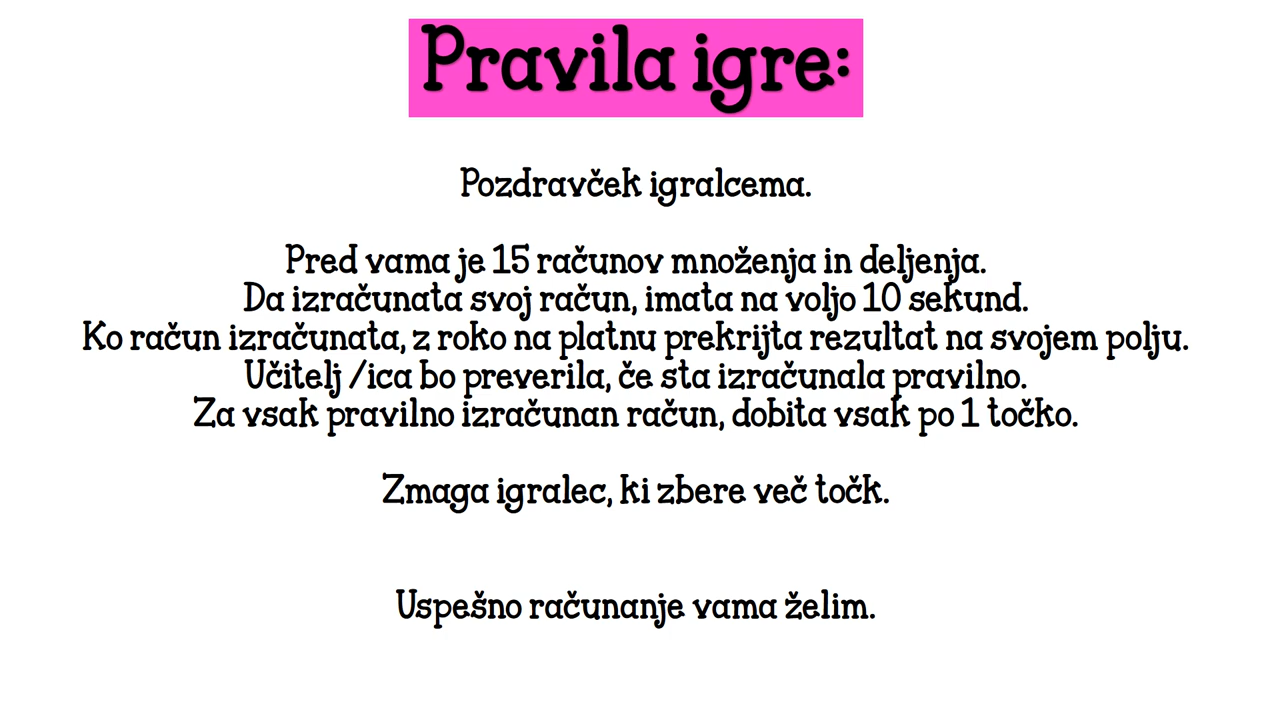 Pravila igre:
Pozdravček igralcema.
Pred vama je 15 računov množenja in deljenja.
Da izračunata svoj račun, imata na voljo 10 sekund.
Ko račun izračunata, z roko na platnu prekrijta rezultat na svojem polju.
Učitelj /ica bo preverila, če sta izračunala pravilno.
Za vsak pravilno izračunan račun, dobita vsak po 1 točko.
Zmaga igralec, ki zbere več točk.
Uspešno računanje vama želim.